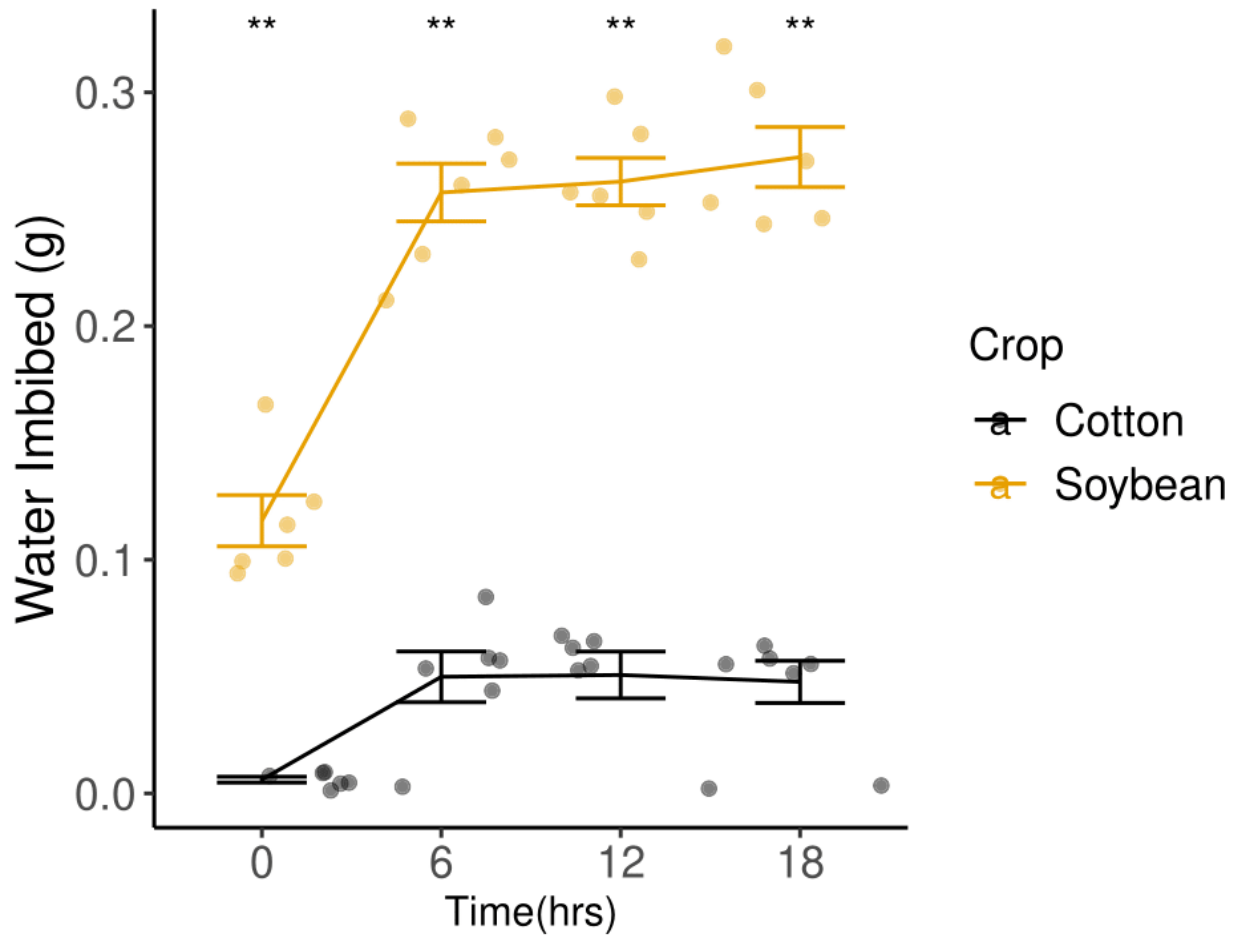 ** ** ** **
0.3
0.2
0.1
0.0
Water Imbibed (g)
0 6 12 18
Time(hrs)
Crop
a Cotton
a Soybean